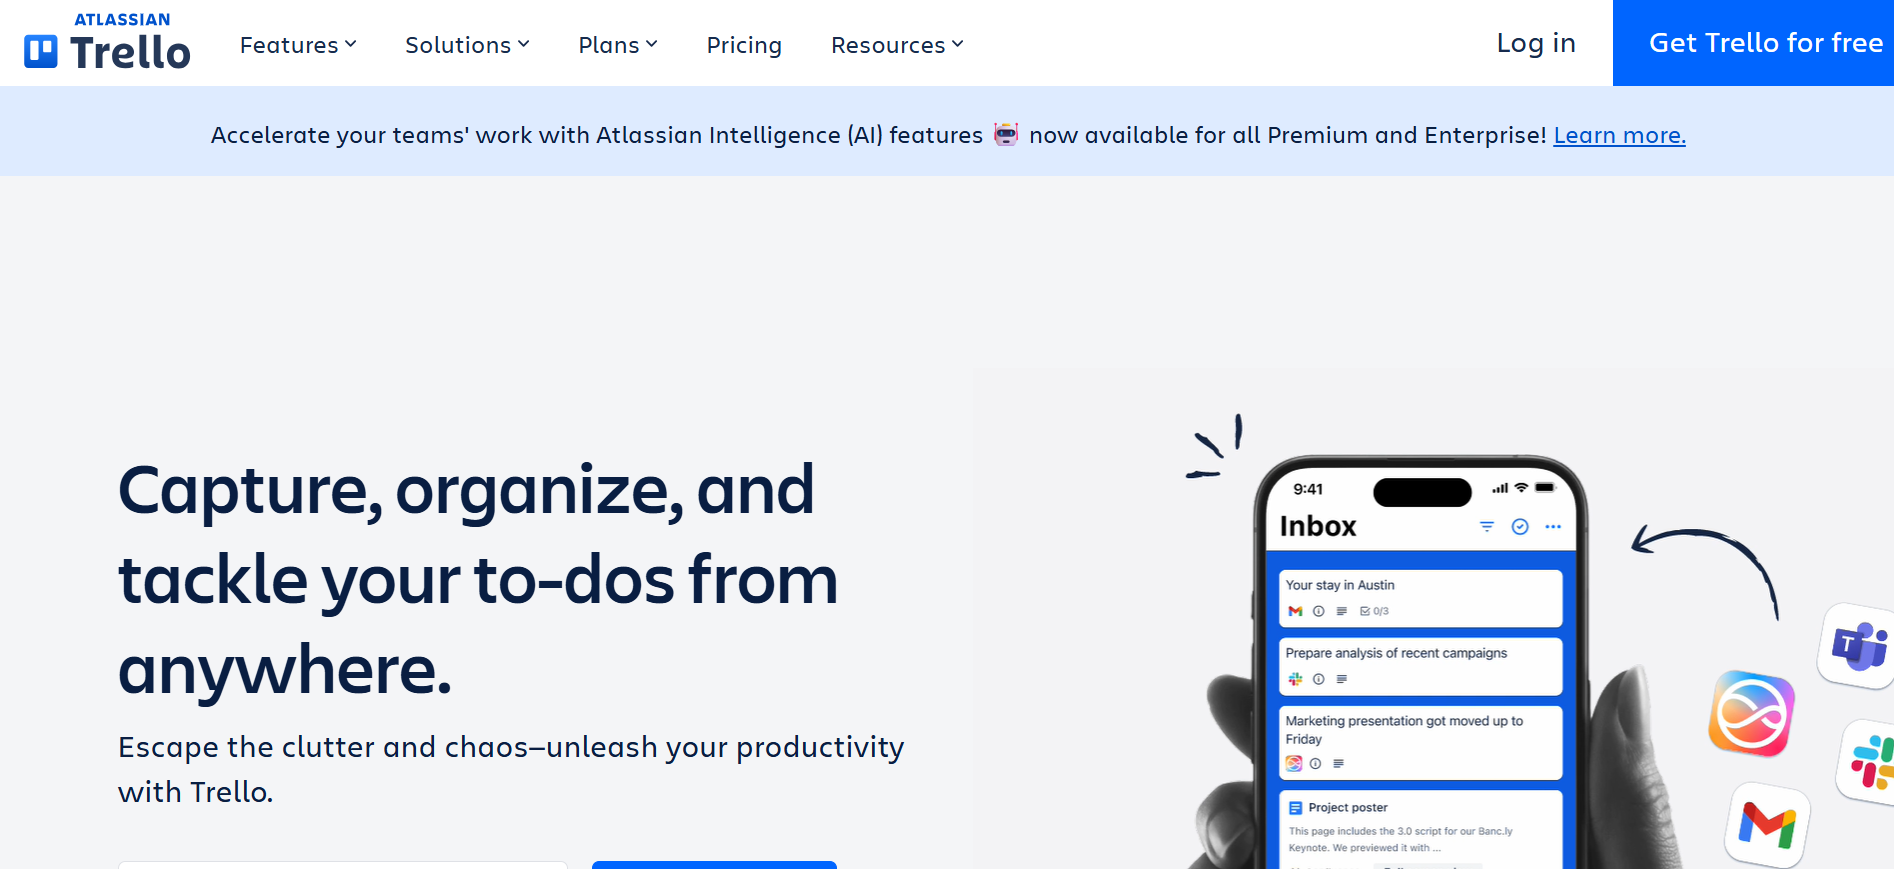 ATLASSIAN
Trello
Features
Solutions
Plans
Pricing
Resources
Log in
Get Trello for free
Accelerate your teams' work with Atlassian Intelligence (AI) features 🤖 now available for all Premium and Enterprise! Learn more.
Capture, organize, and
tackle your to-dos from
anywhere.
Escape the clutter and chaos—unleash your productivity
with Trello.
9:41
Inbox
Your stay in Austin
0/3
Prepare analysis of recent campaigns
Marketing presentation got moved up to
Friday
Project poster
This page includes the 3.0 script for our Banc.ly
Keynote. We previewed it with ...
T